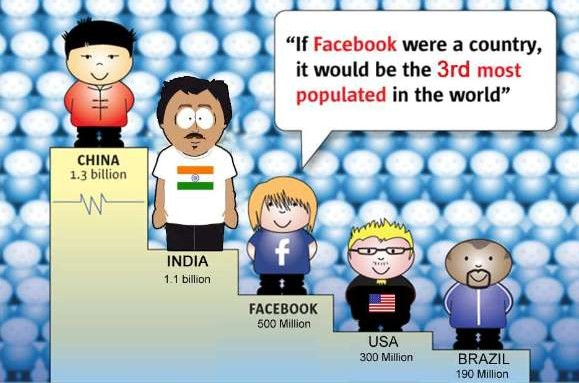 “If Facebook were a country,
it would be the 3rd most
populated in the world”
CHINA
1.3 billion
INDIA
1.1 billion
f
FACEBOOK
500 Million
USA
300 Million
BRAZIL
190 Million